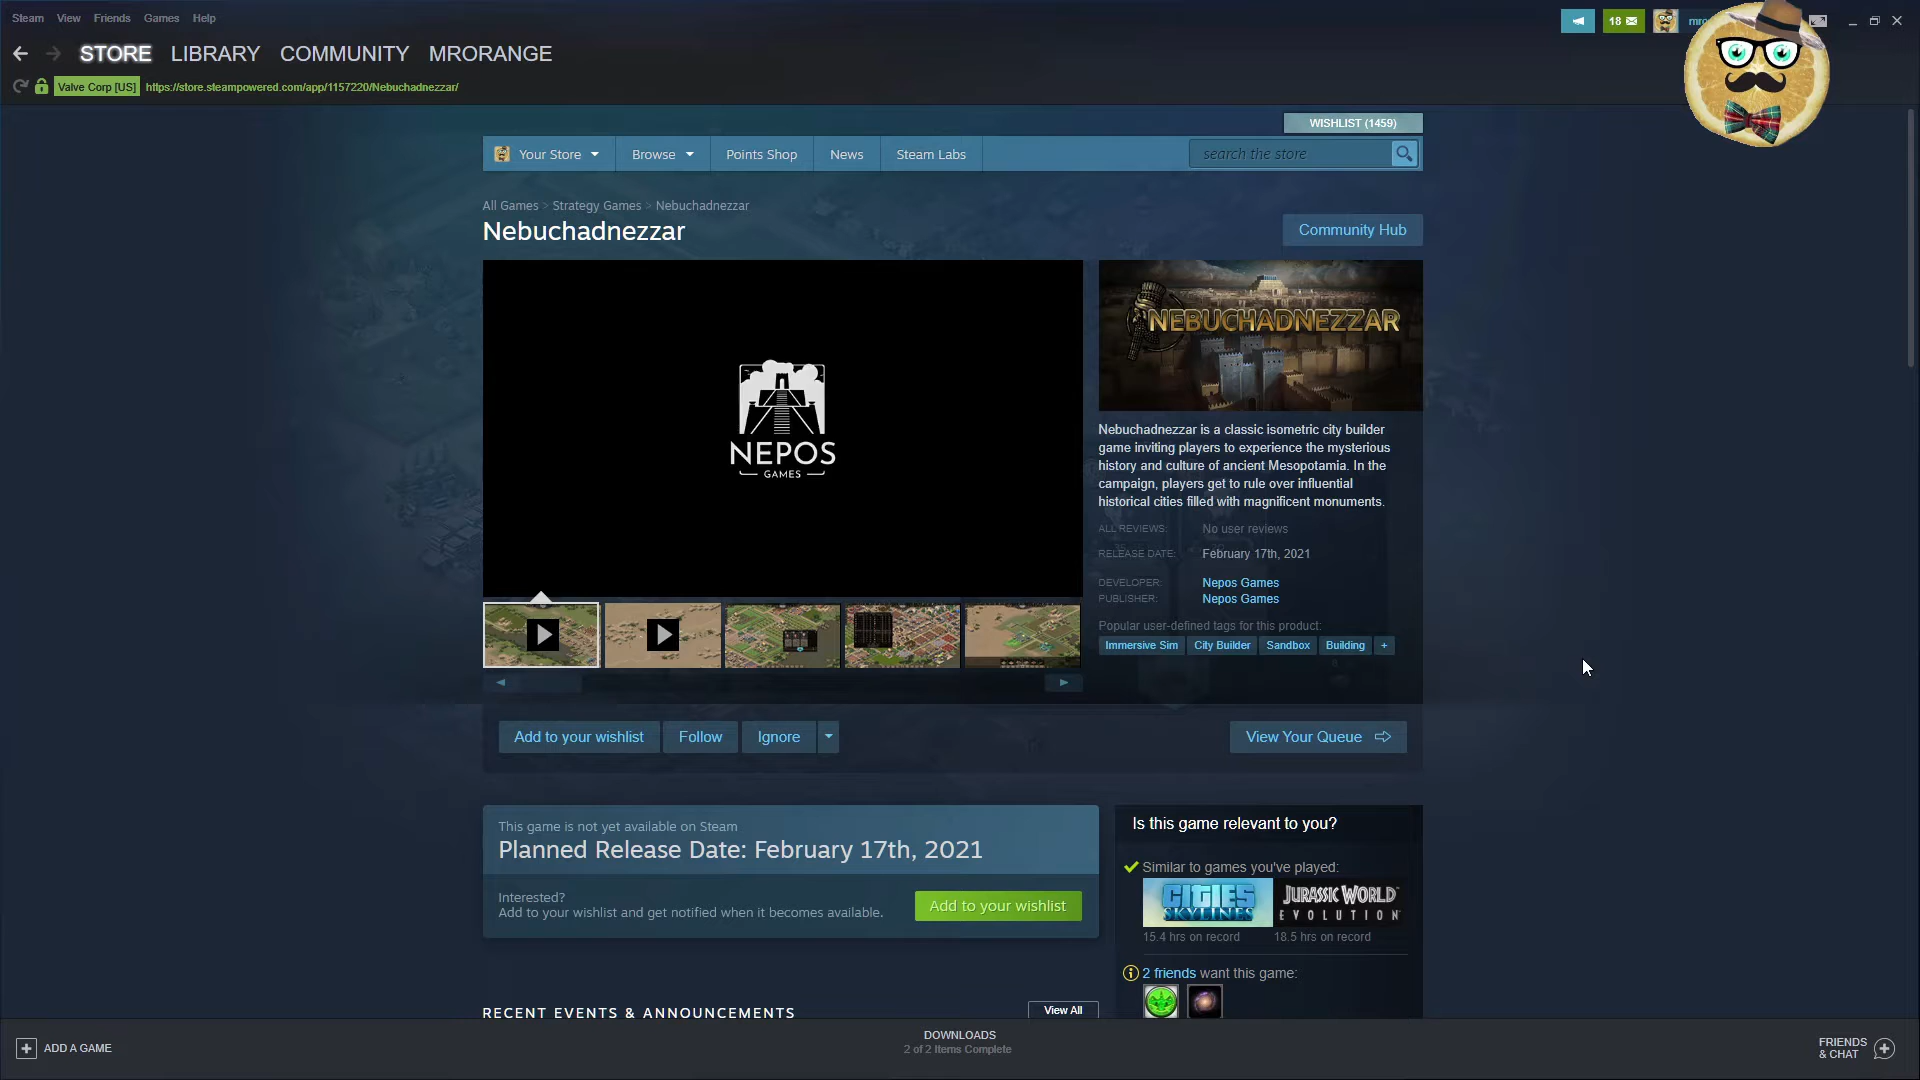 Steam View Friends Games Help
18
STORE LIBRARY COMMUNITY MRORANGE
Valve Corp [US] https://store.steampowered.com/app/1157220/Nebuchadnezzar/
WISHLIST (1459)
Your Store Browse Points Shop News Steam Labs search the store
All Games > Strategy Games > Nebuchadnezzar
Nebuchadnezzar
Community Hub
NEPOS
GAMES
NEBUCHADNEZZAR
Nebuchadnezzar is a classic isometric city builder
game inviting players to experience the mysterious
history and culture of ancient Mesopotamia. In the
campaign, players get to rule over influential
historical cities filled with magnificent monuments.
ALL REVIEWS: No user reviews
RELEASE DATE: February 17th, 2021
DEVELOPER: Nepos Games
PUBLISHER: Nepos Games
Popular user-defined tags for this product:
Immersive Sim City Builder Sandbox Building +
Add to your wishlist Follow Ignore View Your Queue
This game is not yet available on Steam
Planned Release Date: February 17th, 2021
Interested?
Add to your wishlist and get notified when it becomes available.
Add to your wishlist
Is this game relevant to you?
Similar to games you've played:
CITIES SKYLINES
JURASSIC WORLD EVOLUTION
15.4 hrs on record 18.5 hrs on record
2 friends want this game:
RECENT EVENTS & ANNOUNCEMENTS View All
ADD A GAME
DOWNLOADS
2 of 2 Items Complete
FRIENDS
& CHAT